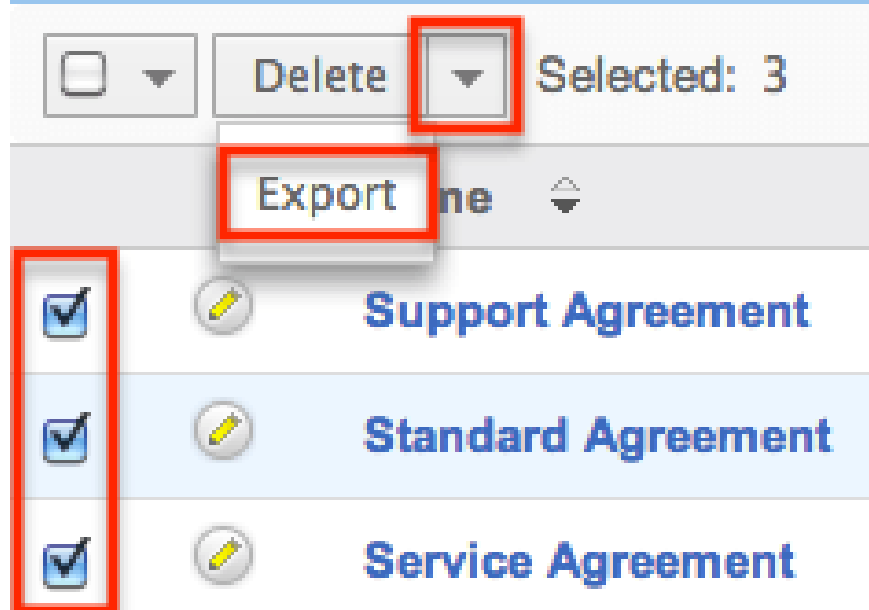 Delete Selected: 3
Export ne
Support Agreement
Standard Agreement
Service Agreement